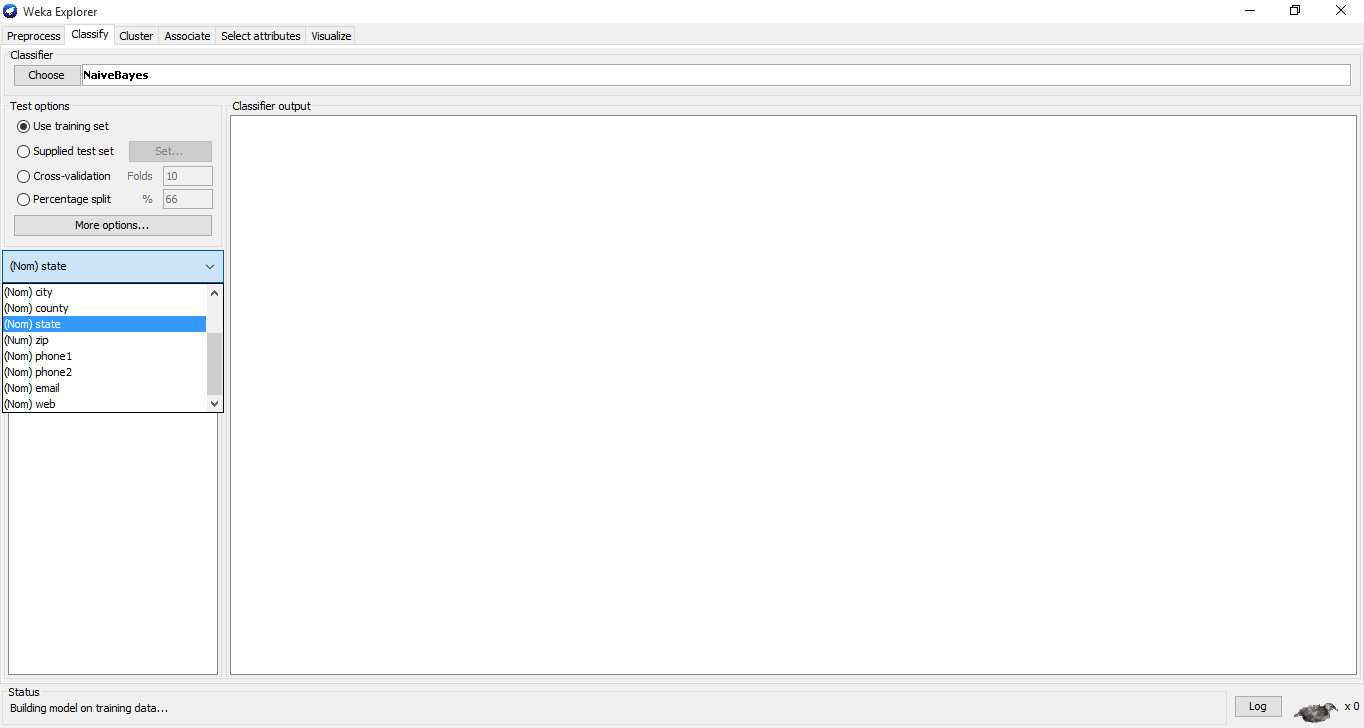 Weka Explorer
Preprocess Classify Cluster Associate Select attributes Visualize
Classifier
Choose NaiveBayes
Test options
Use training set
Supplied test set Set...
Cross-validation Folds 10
Percentage split % 66
More options...
(Nom) state
(Nom) city
(Nom) county
(Nom) state
(Num) zip
(Nom) phone1
(Nom) phone2
(Nom) email
(Nom) web
Classifier output
Status
Building model on training data...
Log x 0